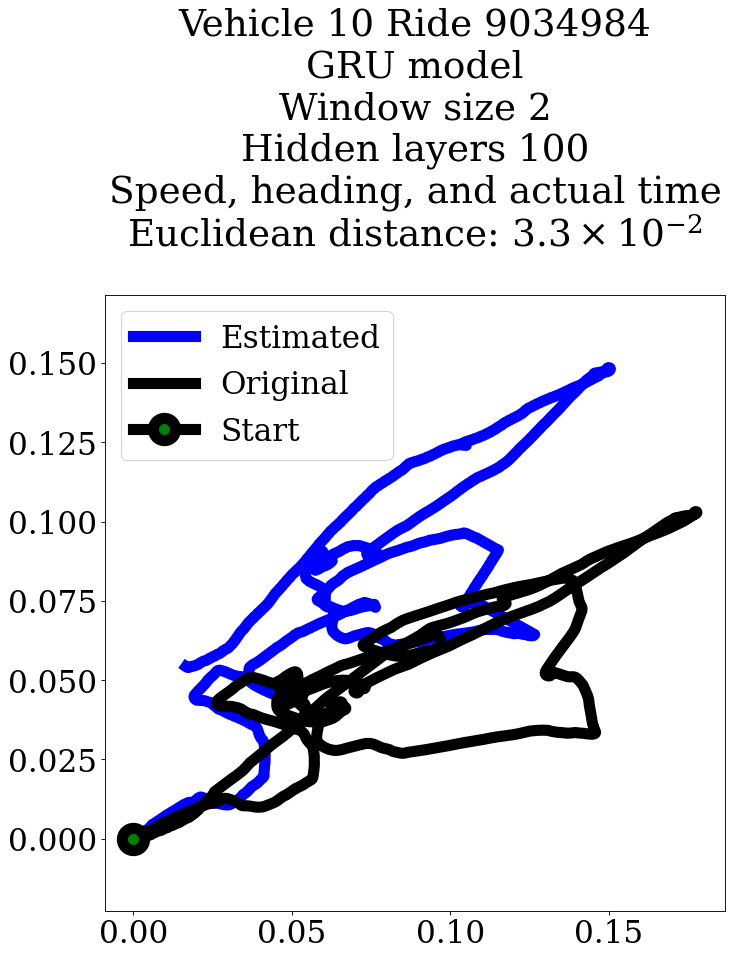 Vehicle 10 Ride 9034984
GRU model
Window size 2
Hidden layers 100
Speed, heading, and actual time
Euclidean distance: 3.3 × 10⁻²
Estimated
Original
Start
0.150
0.125
0.100
0.075
0.050
0.025
0.000
0.00 0.05 0.10 0.15